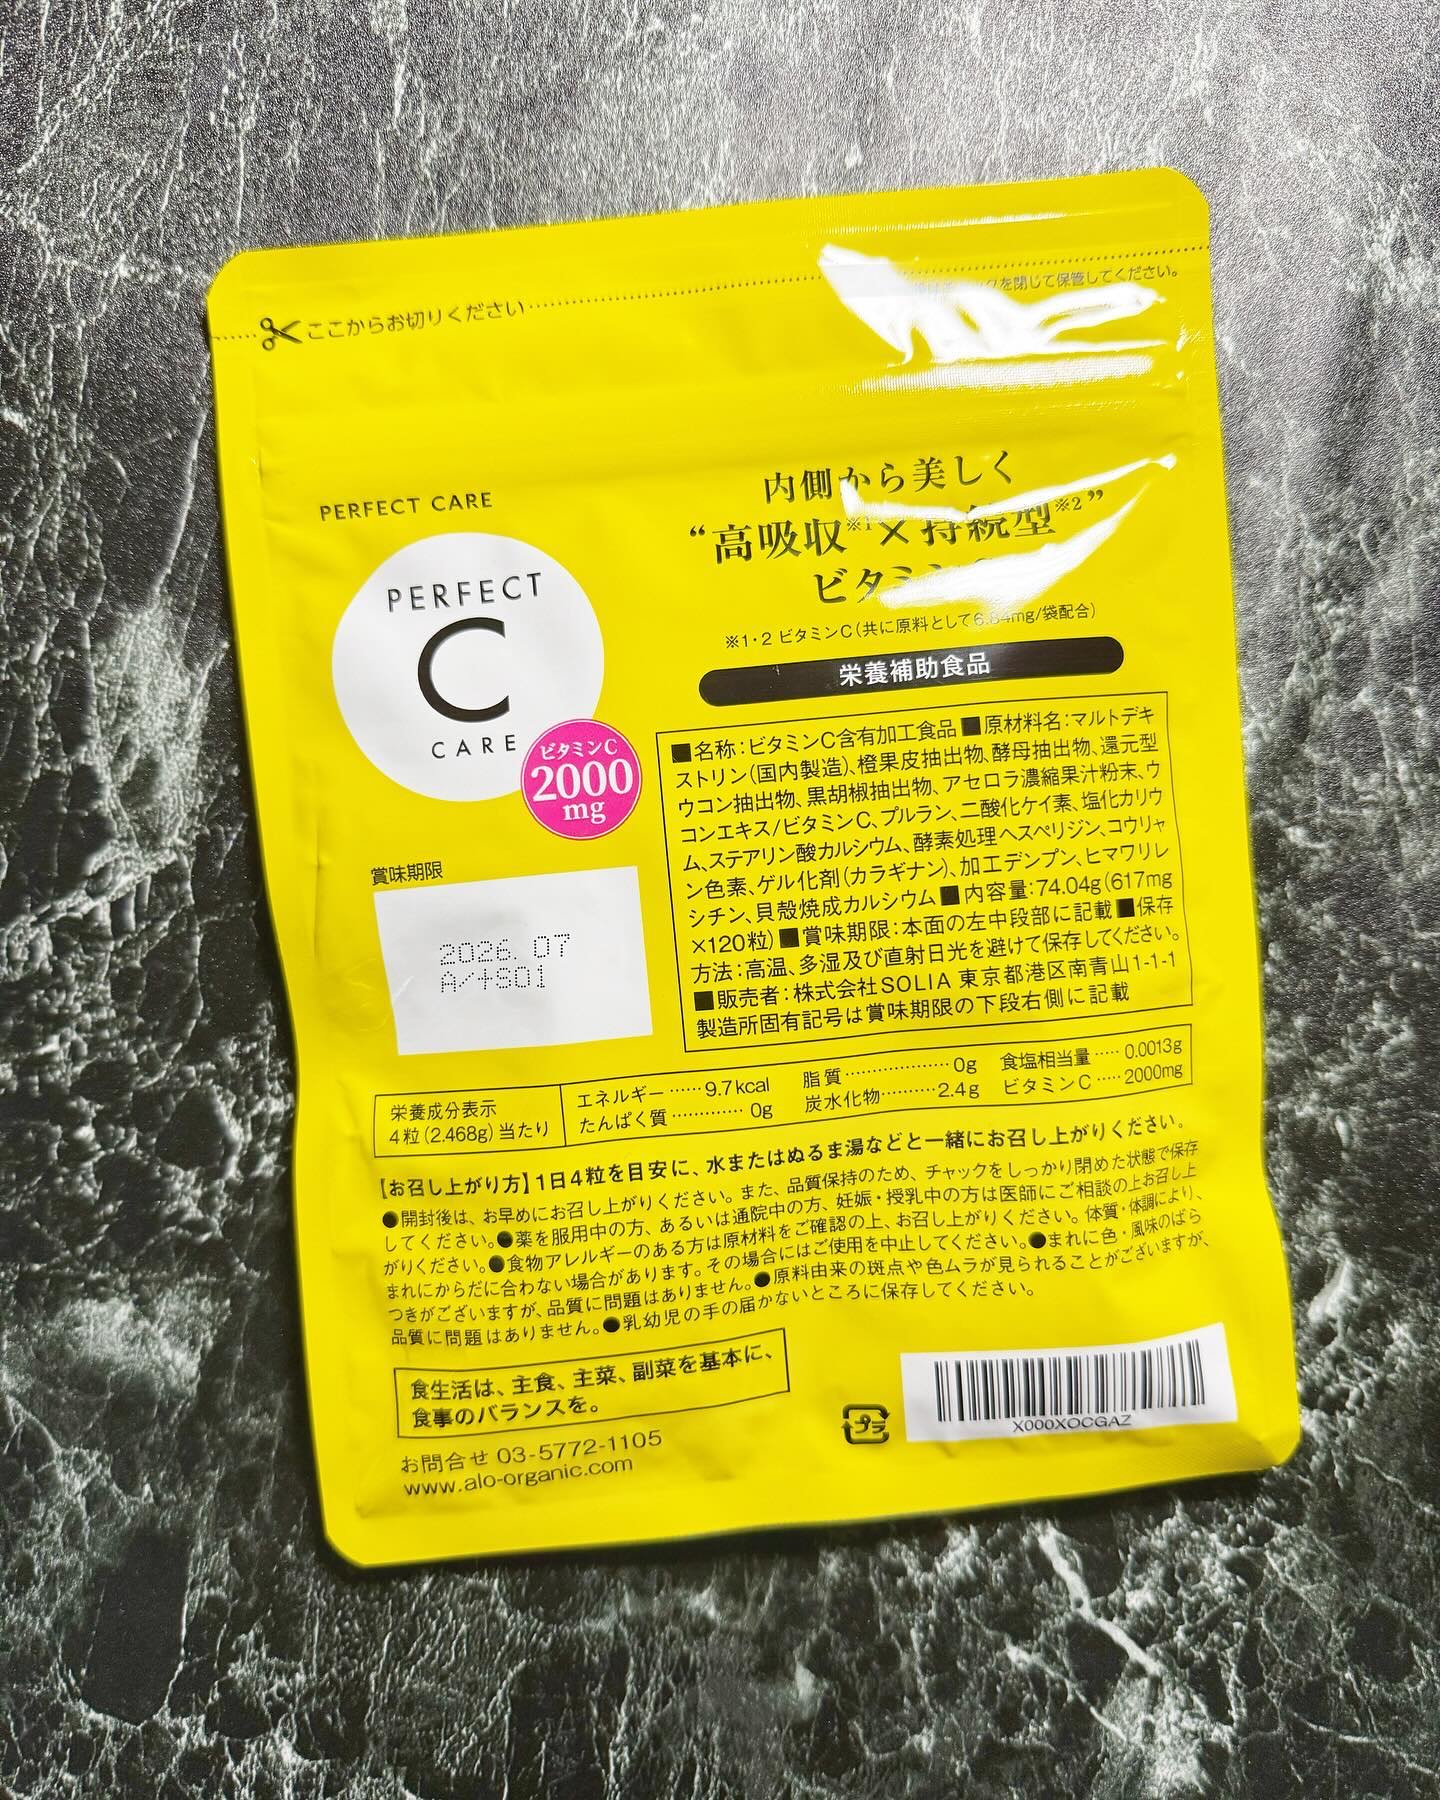 ここからお切りください
クを閉じて保管してください。
PERFECT CARE
PERFECT
C
CARE
ビタミンC
2000
mg
内側から美しく
“高吸収※1×持続型※2”
ビタミン
※1・2 ビタミンC(共に原料として6.84mg/袋配合)
栄養補助食品
■名称:ビタミンC含有加工食品■原材料名:マルトデキ
ストリン(国内製造)、橙果皮抽出物、酵母抽出物、還元型
ウコン抽出物、黒胡椒抽出物、アセロラ濃縮果汁粉末、ウ
コンエキス/ビタミンC、プルラン、二酸化ケイ素、塩化カリウ
ム、ステアリン酸カルシウム、酵素処理ヘスペリジン、コウリャ
ン色素、ゲル化剤(カラギナン)、加工デンプン、ヒマワリレ
シチン、貝殻焼成カルシウム■内容量:74.04g(617mg
×120粒)■賞味期限:本面の左中段部に記載■保存
方法:高温、多湿及び直射日光を避けて保存してください。
■販売者:株式会社SOLIA 東京都港区南青山1-1-1
製造所固有記号は賞味期限の下段右側に記載
賞味期限
2026.07
A/+S01
栄養成分表示
4粒(2.468g)当たり
エネルギー……9.7kcal 脂質………………0g 食塩相当量……0.0013g
たんぱく質…………0g 炭水化物………2.4g ビタミンC……2000mg
【お召し上がり方】1日4粒を目安に、水またはぬるま湯などと一緒にお召し上がりください。
●開封後は、お早めにお召し上がりください。また、品質保持のため、チャックをしっかり閉めた状態で保存
してください。●薬を服用中の方、あるいは通院中の方、妊娠・授乳中の方は医師にご相談の上お召し上
がりください。●食物アレルギーのある方は原材料をご確認の上、お召し上がりください。体質・体調により、
まれにからだに合わない場合があります。その場合にはご使用を中止してください。●まれに色・風味のばら
つきがございますが、品質に問題はありません。●原料由来の斑点や色ムラが見られることがございますが、
品質に問題はありません。●乳幼児の手の届かないところに保存してください。
食生活は、主食、主菜、副菜を基本に、
食事のバランスを。
お問合せ 03-5772-1105
www.alo-organic.com
プラ
X000XOCGAZ